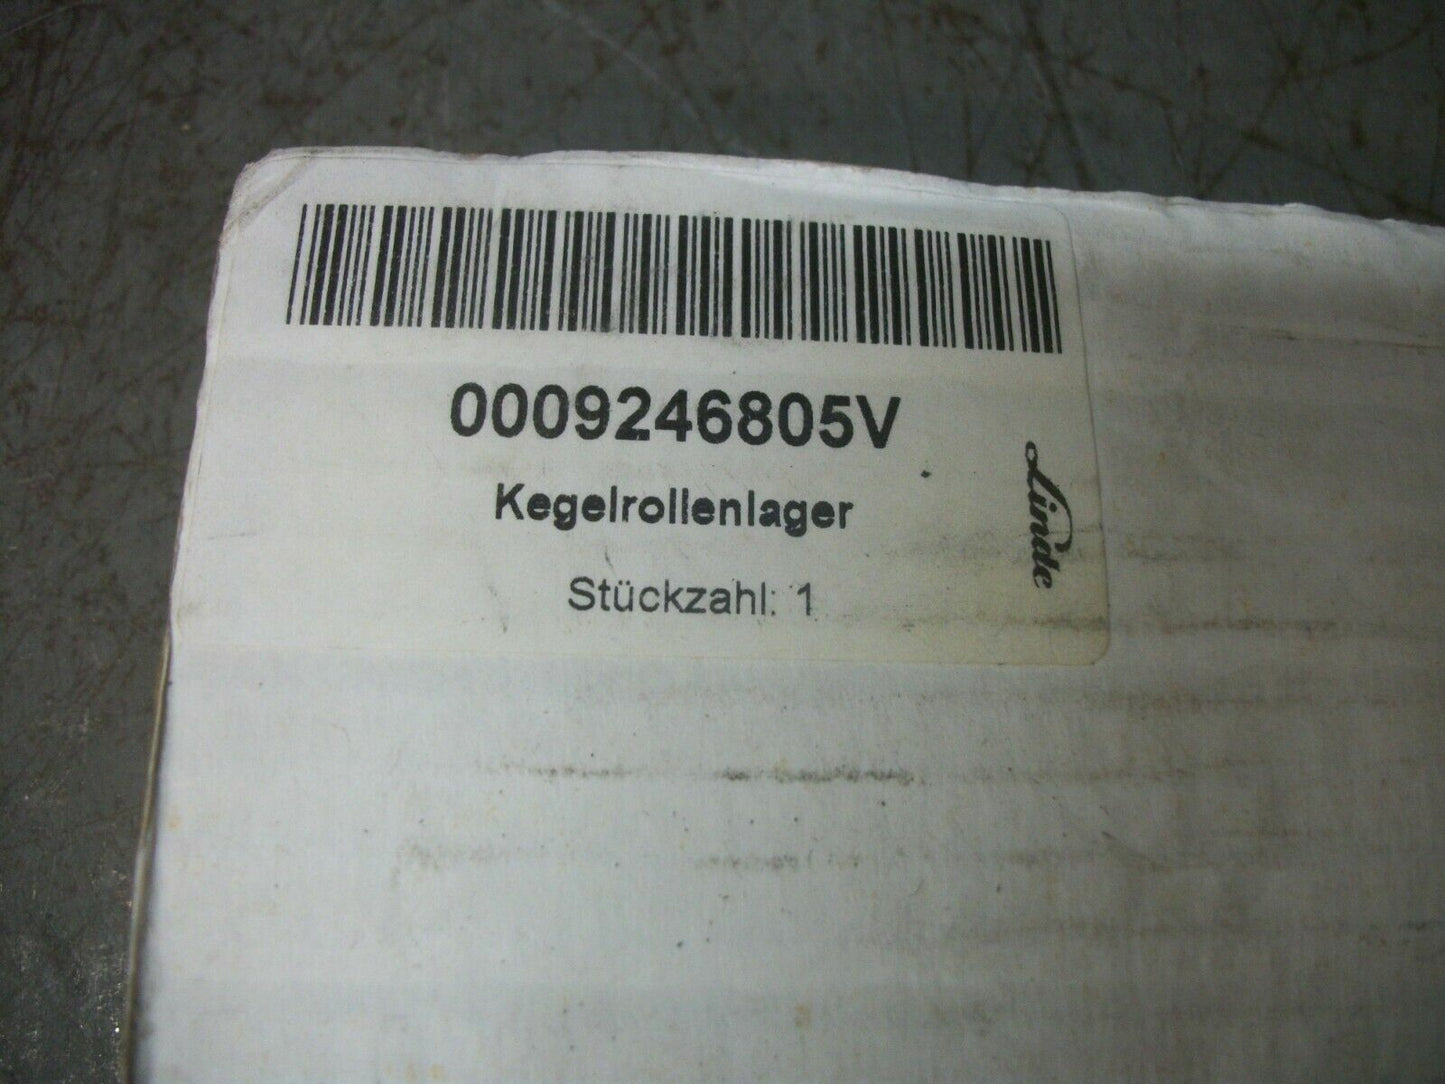 0009246805V
Kegelrollenlager
Stückzahl: 1
Linde